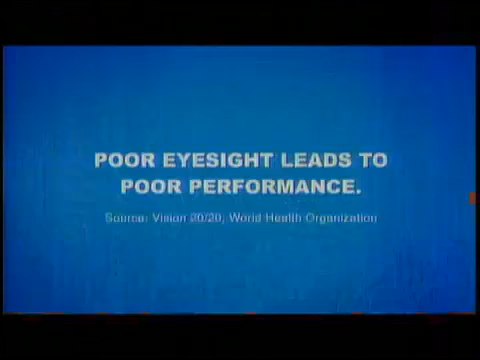 POOR EYESIGHT LEADS TO
POOR PERFORMANCE.
Source: Vision 20/20, World Health Organization